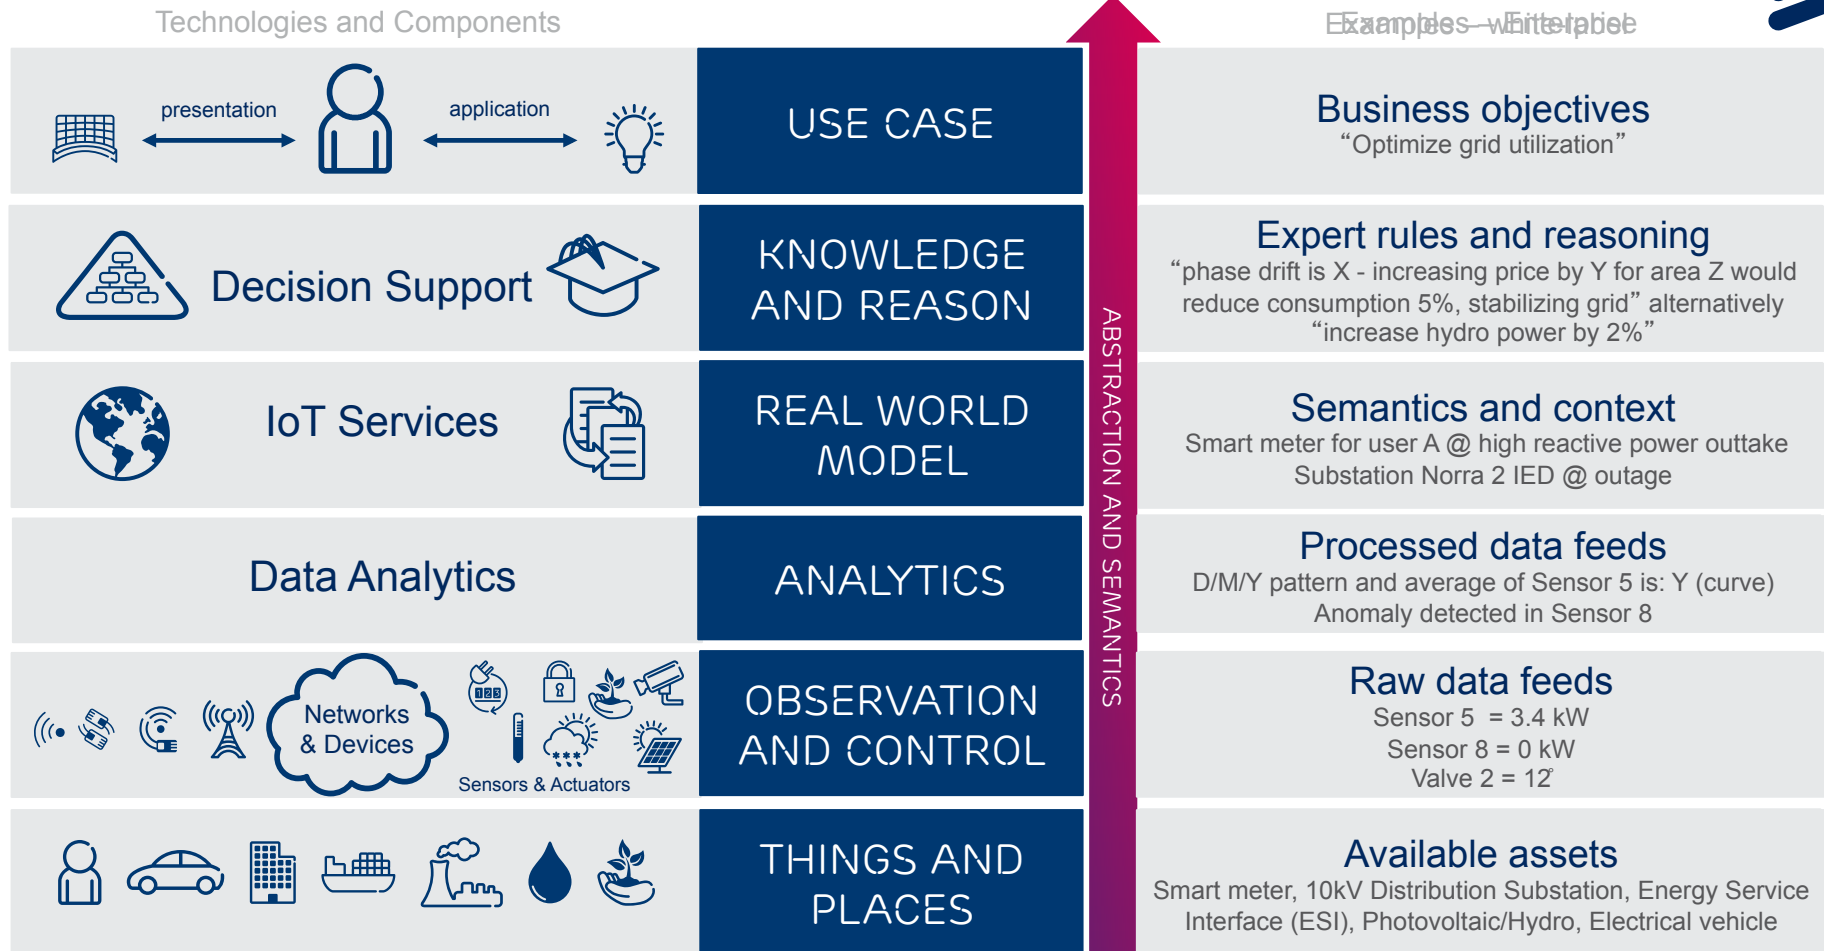 Technologies and Components
Examples – white-label
Examples – Enterprise
presentation
application
USE CASE
Business objectives
“Optimize grid utilization”
Decision Support
KNOWLEDGE
AND REASON
Expert rules and reasoning
“phase drift is X - increasing price by Y for area Z would
reduce consumption 5%, stabilizing grid” alternatively
“increase hydro power by 2%”
IoT Services
REAL WORLD
MODEL
Semantics and context
Smart meter for user A @ high reactive power outtake
Substation Norra 2 IED @ outage
Data Analytics
ANALYTICS
Processed data feeds
D/M/Y pattern and average of Sensor 5 is: Y (curve)
Anomaly detected in Sensor 8
ABSTRACTION AND SEMANTICS
Networks
& Devices
123
Sensors & Actuators
OBSERVATION
AND CONTROL
Raw data feeds
Sensor 5 = 3.4 kW
Sensor 8 = 0 kW
Valve 2 = 12°
THINGS AND
PLACES
Available assets
Smart meter, 10kV Distribution Substation, Energy Service
Interface (ESI), Photovoltaic/Hydro, Electrical vehicle